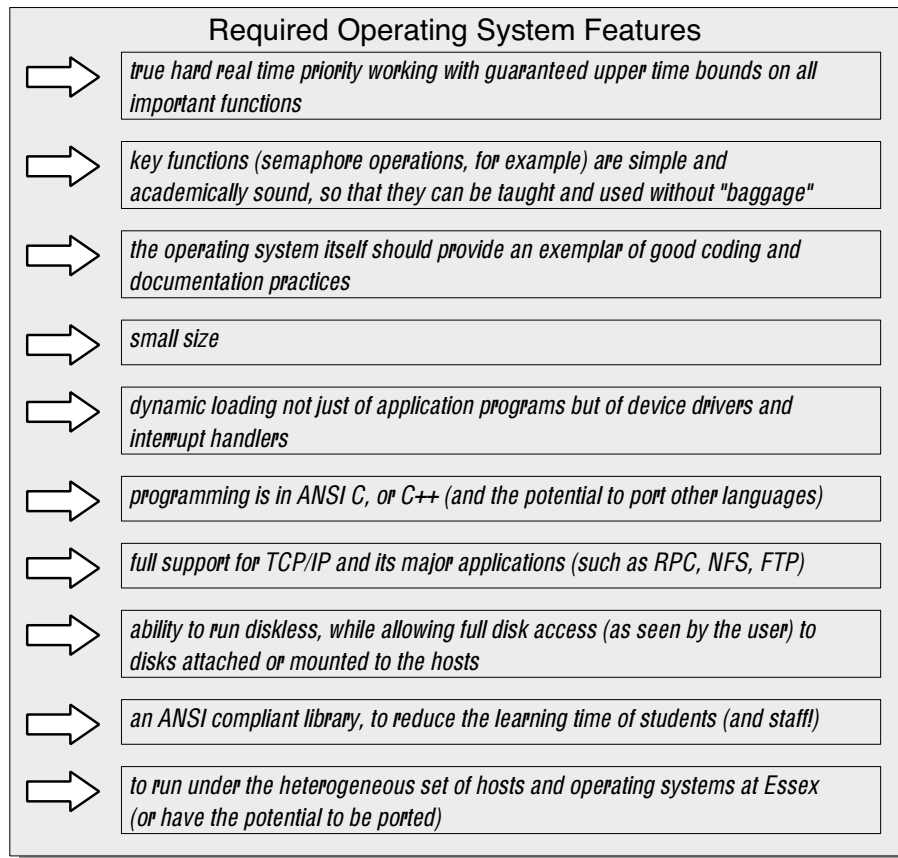 Required Operating System Features
true hard real time priority working with guaranteed upper time bounds on all
important functions
key functions (semaphore operations, for example) are simple and
academically sound, so that they can be taught and used without "baggage"
the operating system itself should provide an exemplar of good coding and
documentation practices
small size
dynamic loading not just of application programs but of device drivers and
interrupt handlers
programming is in ANSI C, or C++ (and the potential to port other languages)
full support for TCP/IP and its major applications (such as RPC, NFS, FTP)
ability to run diskless, while allowing full disk access (as seen by the user) to
disks attached or mounted to the hosts
an ANSI compliant library, to reduce the learning time of students (and staff!)
to run under the heterogeneous set of hosts and operating systems at Essex
(or have the potential to be ported)